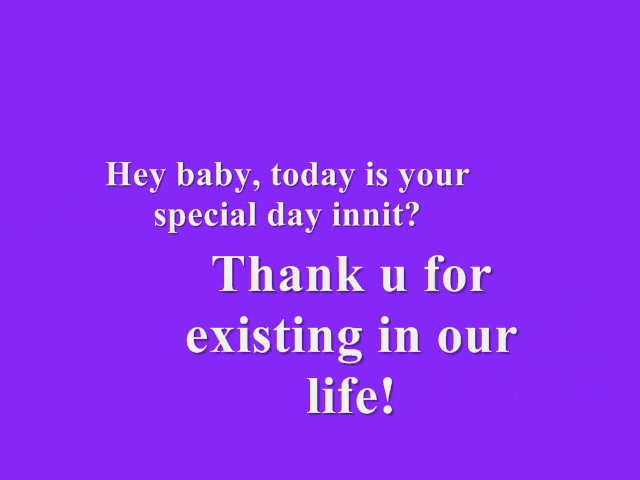 Hey baby, today is your
special day innit?
Thank u for
existing in our
life!